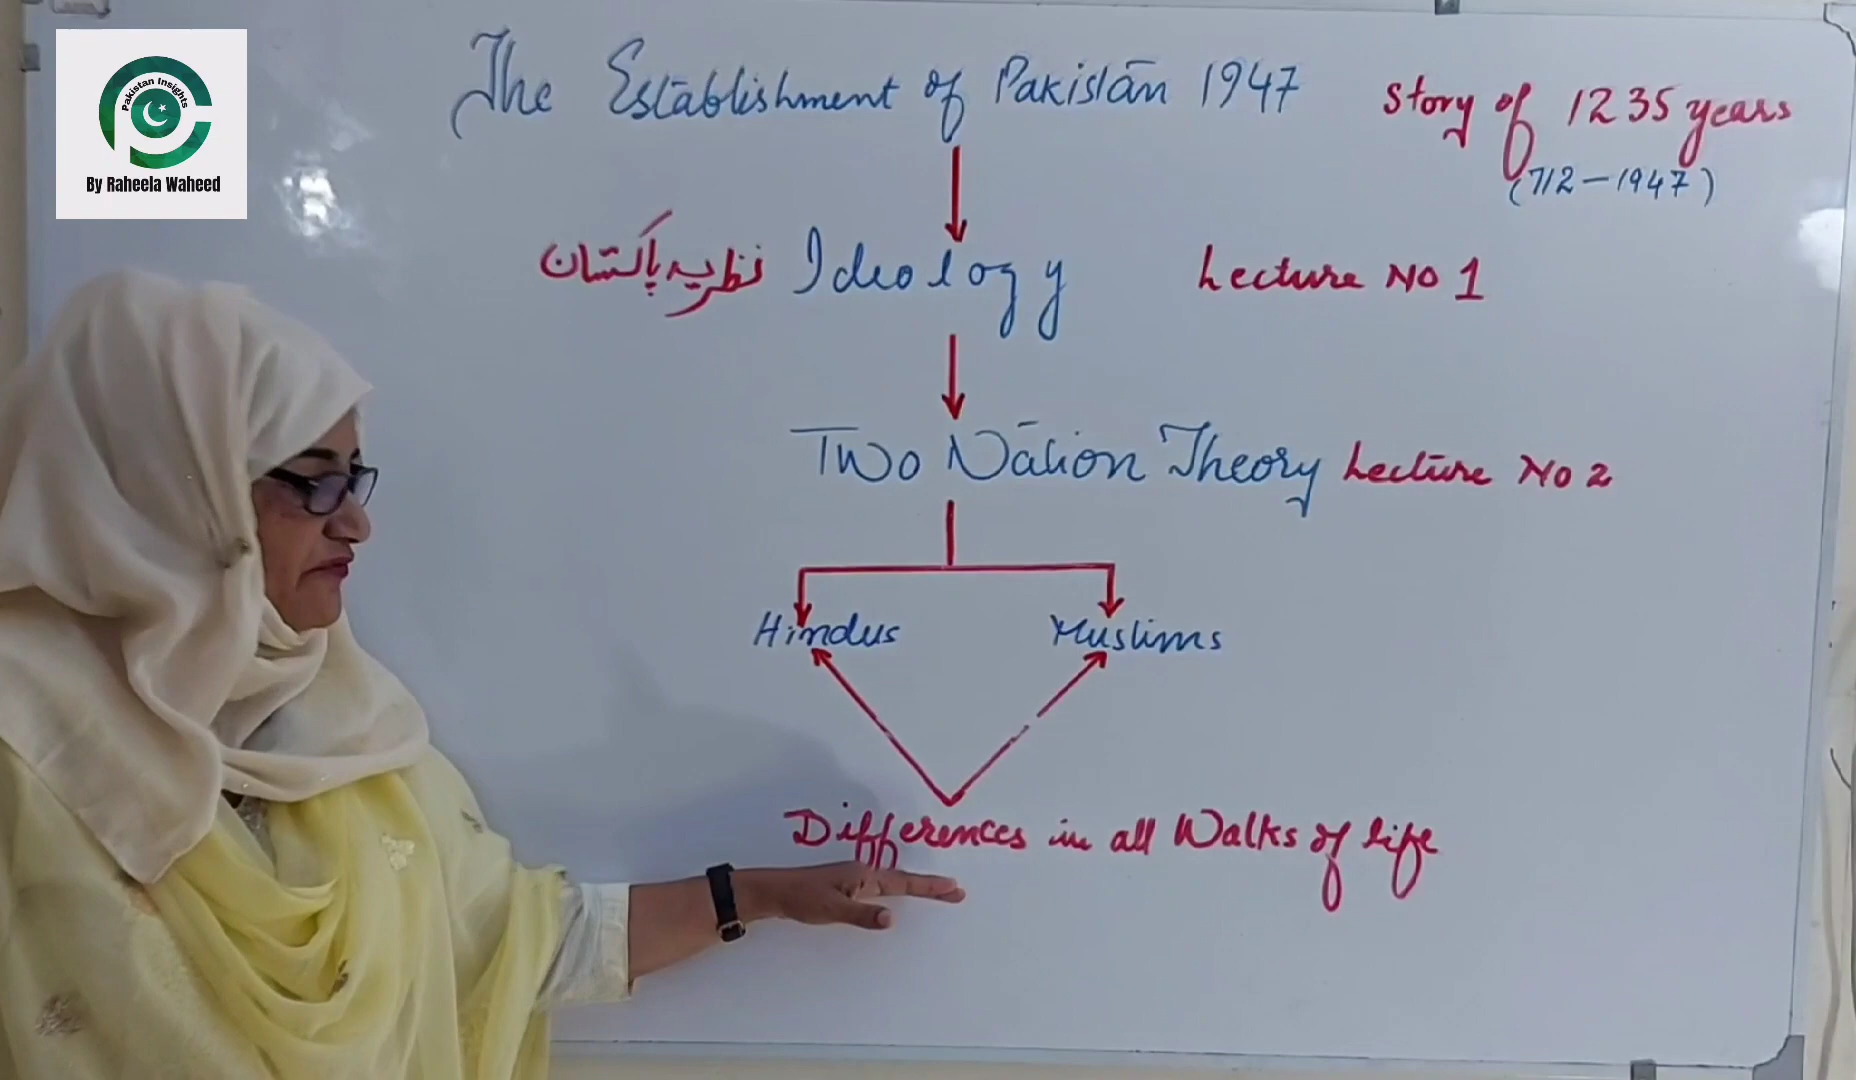 Pakistan Insights
By Raheela Waheed
The Establishment of Pakistan 1947
Story of 1235 years
(712-1947)
نظریہ پاکستان Ideology Lecture No 1
Two Nation Theory Lecture No 2
Hindus Muslims
Differences in all Walks of life